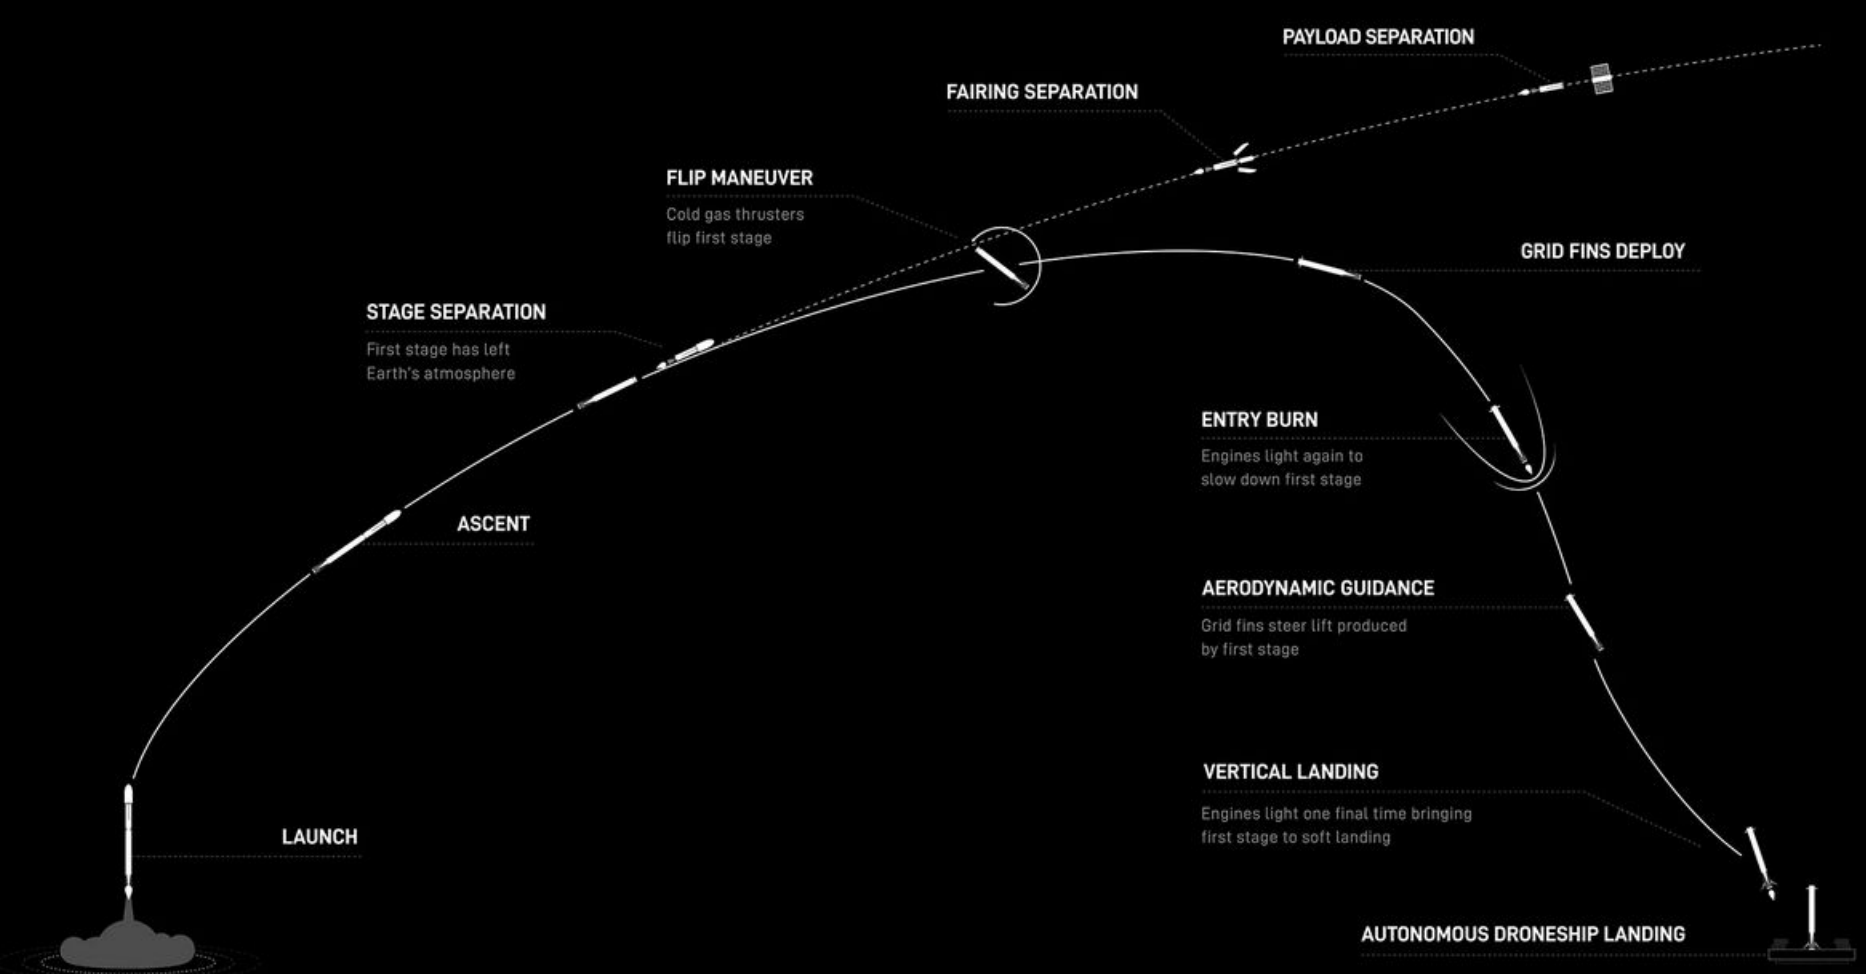 PAYLOAD SEPARATION
FAIRING SEPARATION
FLIP MANEUVER
Cold gas thrusters
flip first stage
GRID FINS DEPLOY
STAGE SEPARATION
First stage has left
Earth's atmosphere
ENTRY BURN
Engines light again to
slow down first stage
ASCENT
AERODYNAMIC GUIDANCE
Grid fins steer lift produced
by first stage
VERTICAL LANDING
Engines light one final time bringing
first stage to soft landing
LAUNCH
AUTONOMOUS DRONESHIP LANDING